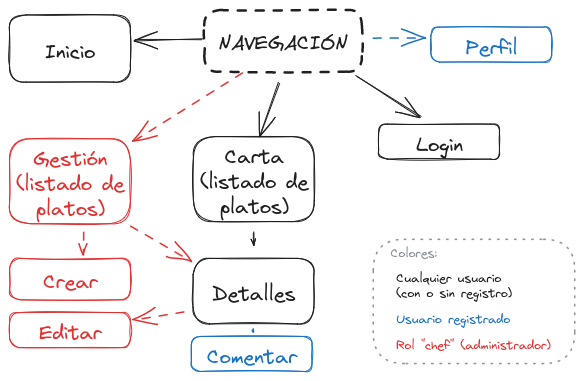 Inicio
NAVEGACIÓN
Perfil
Gestión
(listado de
platos)
Carta
(listado de
platos)
Login
Crear
Editar
Detalles
Comentar
Colores:
Cualquier usuario
(con o sin registro)
Usuario registrado
Rol "chef" (administrador)